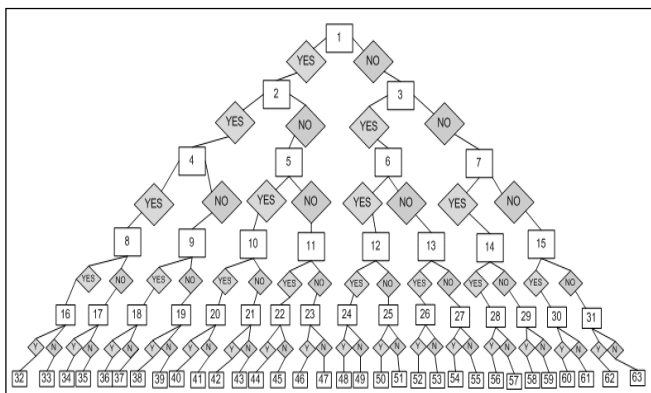 1
YES NO
2 3
YES NO YES NO
4 5 6 7
YES NO YES NO YES NO YES NO
8 9 10 11 12 13 14 15
YES NO YES NO YES NO YES NO YES NO YES NO YES NO YES NO
16 17 18 19 20 21 22 23 24 25 26 27 28 29 30 31
Y N Y N Y N Y N Y N Y N Y N Y N Y N Y N Y N Y N Y N Y N Y N Y N
32 33 34 35 36 37 38 39 40 41 42 43 44 45 46 47 48 49 50 51 52 53 54 55 56 57 58 59 60 61 62 63